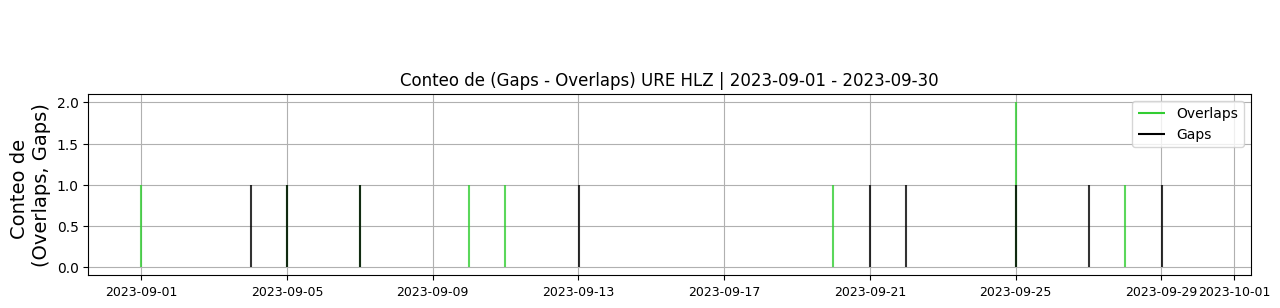 Conteo de (Gaps - Overlaps) URE HLZ | 2023-09-01 - 2023-09-30
Conteo de
(Overlaps, Gaps)
2.0
1.5
1.0
0.5
0.0
Overlaps
Gaps
2023-09-01 2023-09-05 2023-09-09 2023-09-13 2023-09-17 2023-09-21 2023-09-25 2023-09-29 2023-10-01